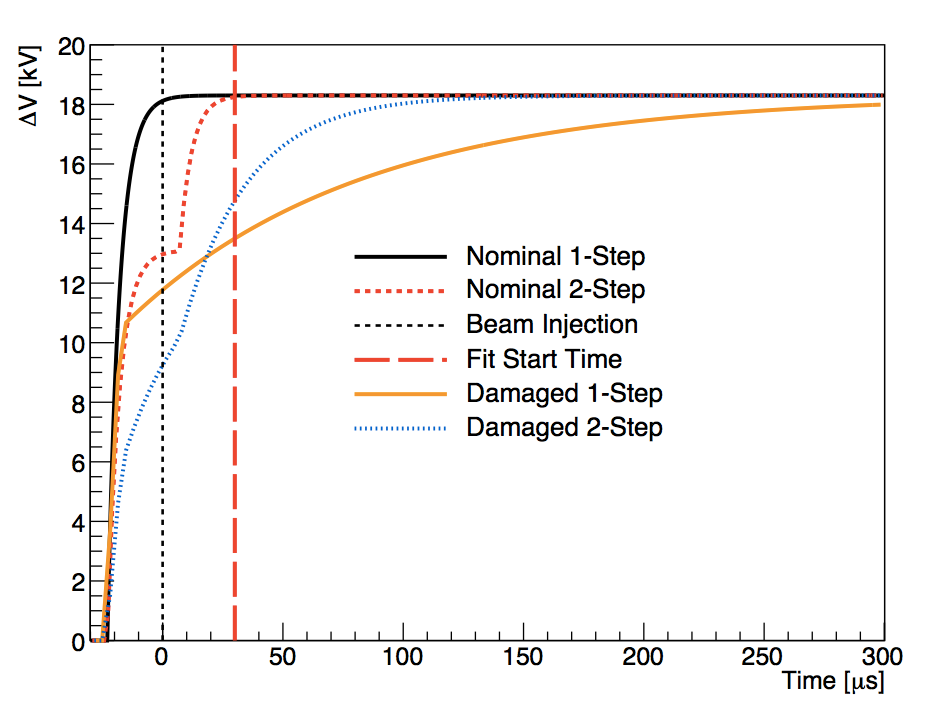 ΔV [kV]
20
18
16
14
12
10
8
6
4
2
0
Nominal 1-Step
Nominal 2-Step
Beam Injection
Fit Start Time
Damaged 1-Step
Damaged 2-Step
0 50 100 150 200 250 300
Time [μs]